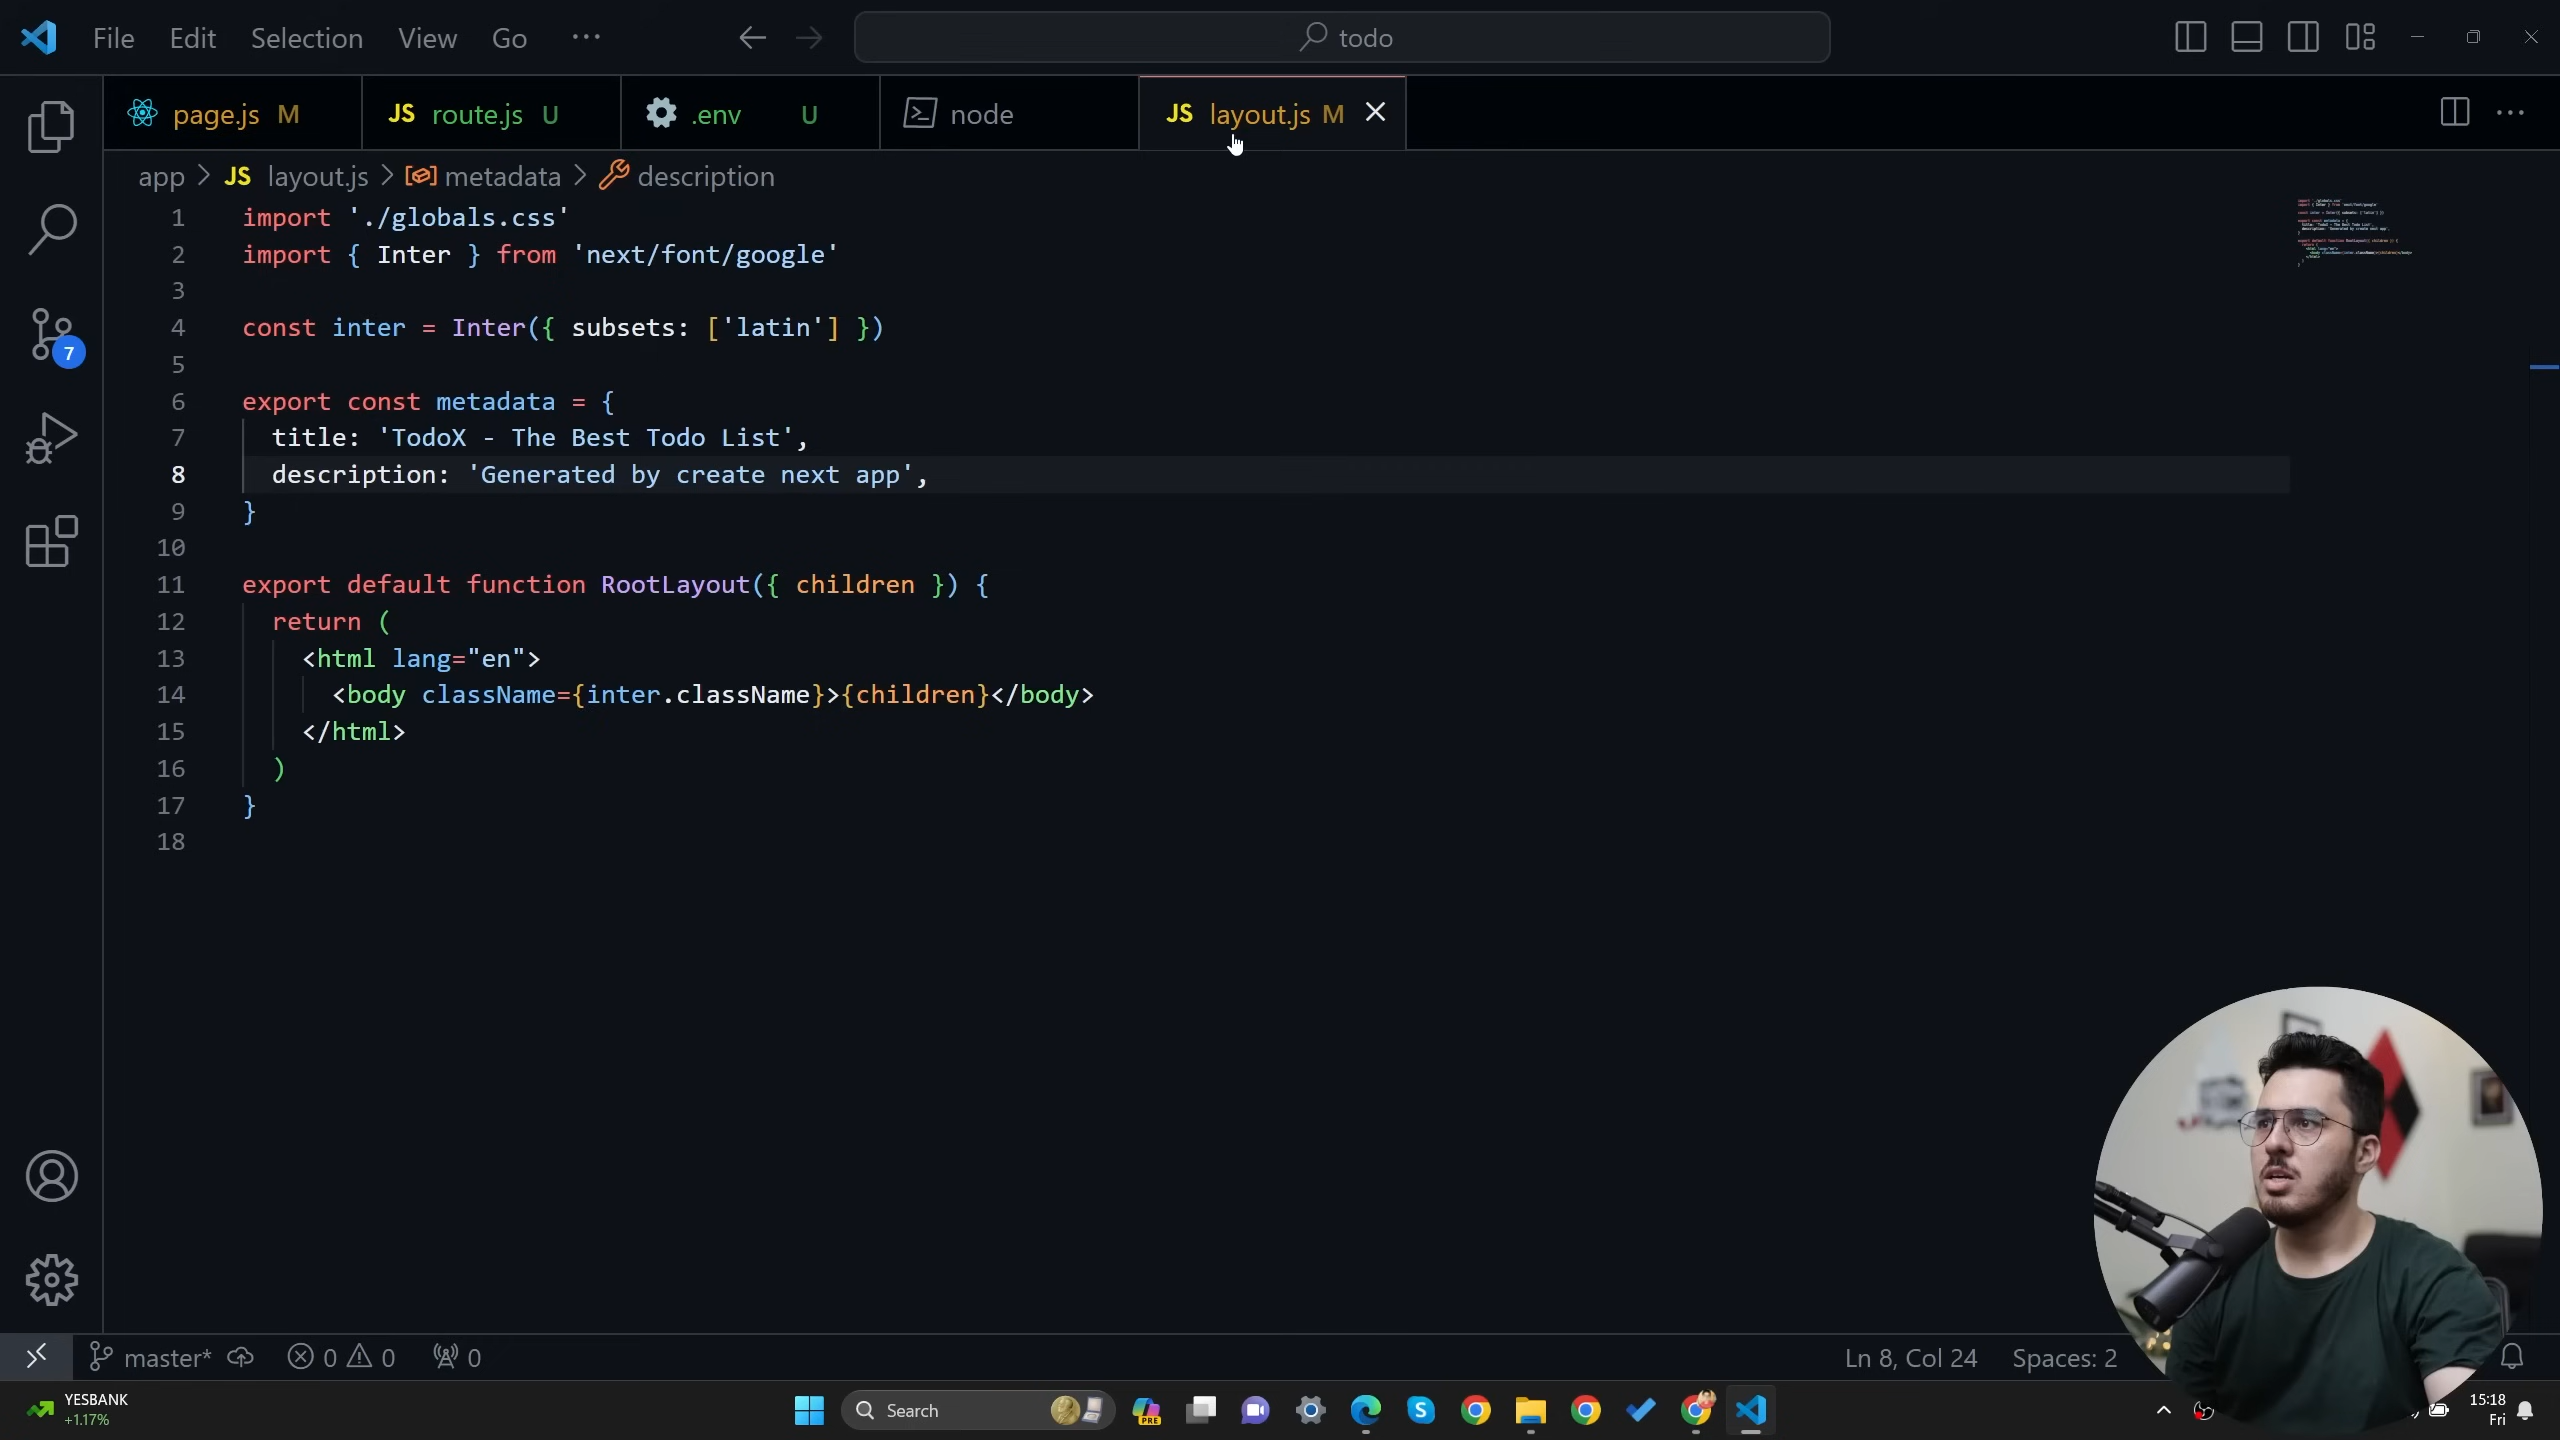 File Edit Selection View Go ··· todo
page.js M JS route.js U .env U node JS layout.js M
app > JS layout.js > metadata > description
1 import './globals.css'
2 import { Inter } from 'next/font/google'
3
4 const inter = Inter({ subsets: ['latin'] })
5
6 export const metadata = {
7 title: 'TodoX - The Best Todo List',
8 description: 'Generated by create next app',
9 }
10
11 export default function RootLayout({ children }) {
12 return (
13 <html lang="en">
14 <body className={inter.className}>{children}</body>
15 </html>
16 )
17 }
18
7
master* 0 0 0 Ln 8, Col 24 Spaces: 2
YESBANK
+1.17%
Search
PRE
15:18
Fri